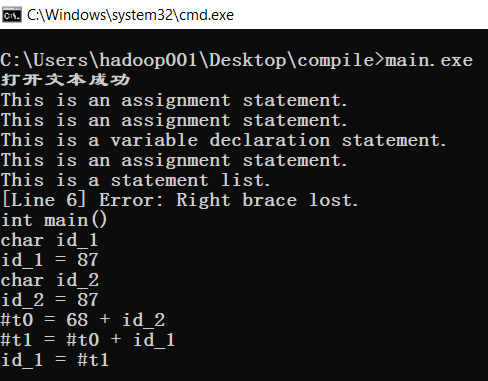 C:\Windows\system32\cmd.exe
C:\Users\hadoop001\Desktop\compile>main.exe
打开文本成功
This is an assignment statement.
This is an assignment statement.
This is a variable declaration statement.
This is an assignment statement.
This is a statement list.
[Line 6] Error: Right brace lost.
int main()
char id_1
id_1 = 87
char id_2
id_2 = 87
#t0 = 68 + id_2
#t1 = #t0 + id_1
id_1 = #t1